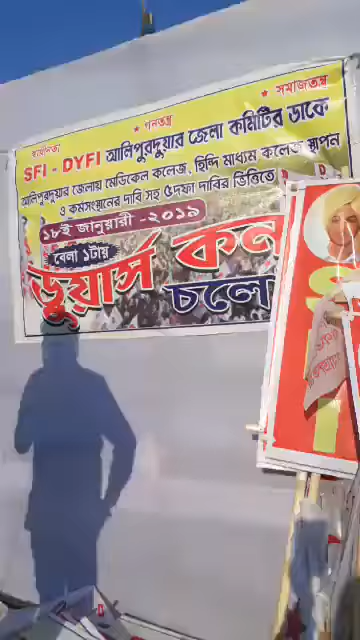 স্বাধীনতা ★ গনতন্ত্র ★ সমাজতন্ত্র
SFI - DYFI আলিপুরদুয়ার জেলা কমিটির ডাকে
আলিপুরদুয়ার জেলায় মেডিকেল কলেজ, হিন্দি মাধ্যম কলেজ স্থাপন
ও কর্মসংস্থানের দাবি সহ ৫দফা দাবির ভিত্তিতে
১৮ই জানুয়ারী -২০১৯
বেলা ১টায়
ডুয়ার্স কন
চলো